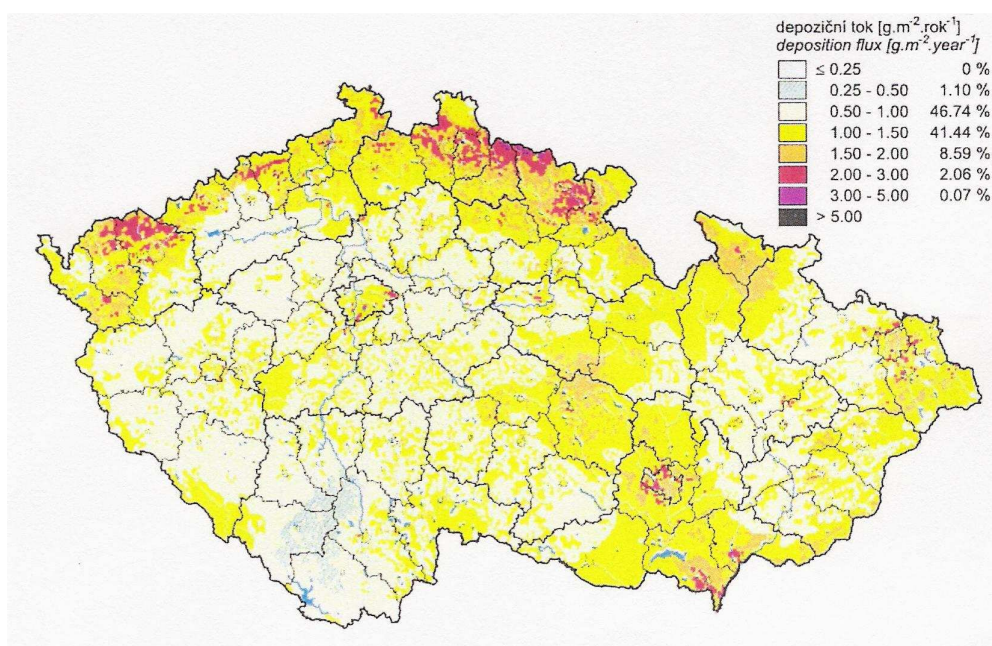 depoziční tok [g.m⁻².rok⁻¹]
deposition flux [g.m⁻².year⁻¹]
≤ 0.25 0 %
0.25 - 0.50 1.10 %
0.50 - 1.00 46.74 %
1.00 - 1.50 41.44 %
1.50 - 2.00 8.59 %
2.00 - 3.00 2.06 %
3.00 - 5.00 0.07 %
> 5.00